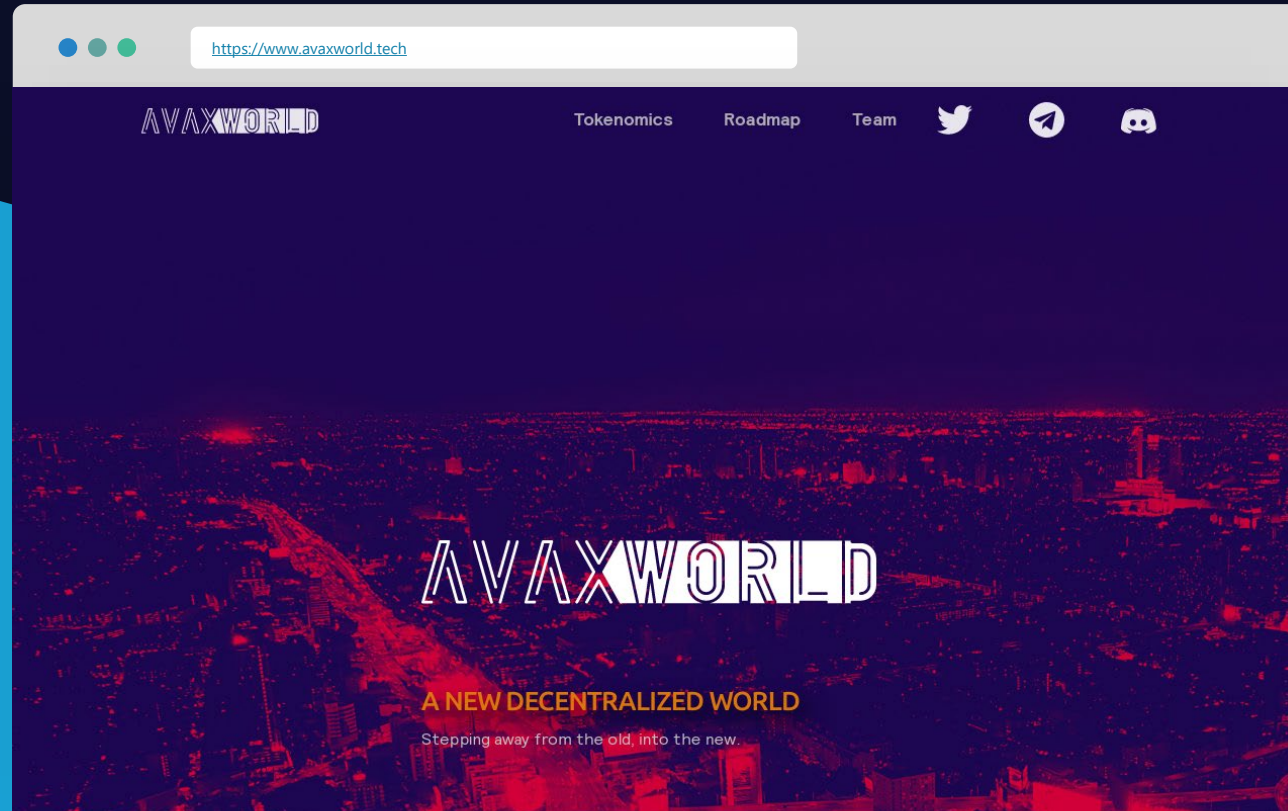 https://www.avaxworld.tech
AVAXWORLD
Tokenomics Roadmap Team
AVAXWORLD
A NEW DECENTRALIZED WORLD
Stepping away from the old, into the new.